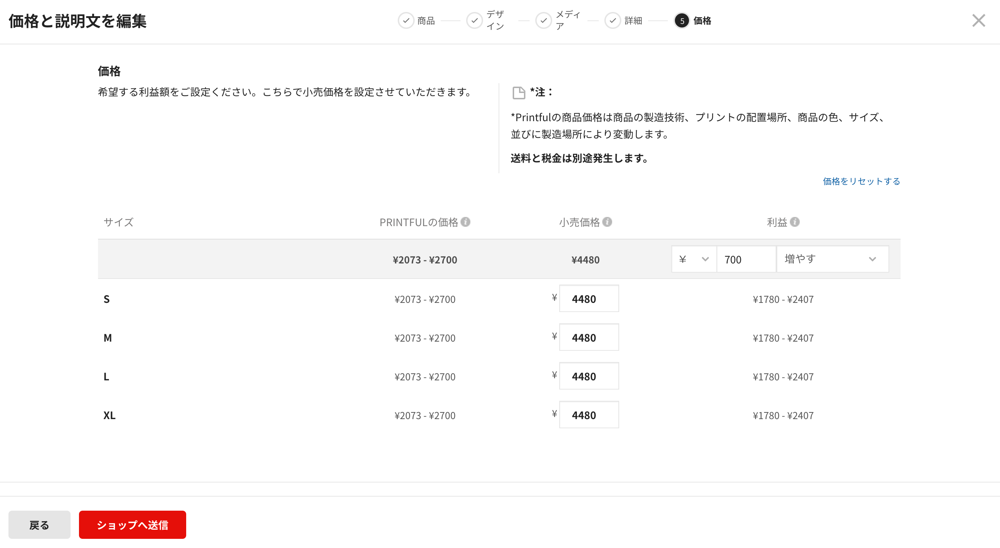 価格と説明文を編集
商品
デザ
イン
メディ
ア
詳細
5 価格
価格
希望する利益額をご設定ください。こちらで小売価格を設定させていただきます。
*注：
*Printfulの商品価格は商品の製造技術、プリントの配置場所、商品の色、サイズ、
並びに製造場所により変動します。
送料と税金は別途発生します。
価格をリセットする
サイズ PRINTFULの価格 小売価格 利益
¥2073 - ¥2700 ¥4480 ¥ 700 増やす
S ¥2073 - ¥2700 ¥ 4480 ¥1780 - ¥2407
M ¥2073 - ¥2700 ¥ 4480 ¥1780 - ¥2407
L ¥2073 - ¥2700 ¥ 4480 ¥1780 - ¥2407
XL ¥2073 - ¥2700 ¥ 4480 ¥1780 - ¥2407
戻る ショップへ送信